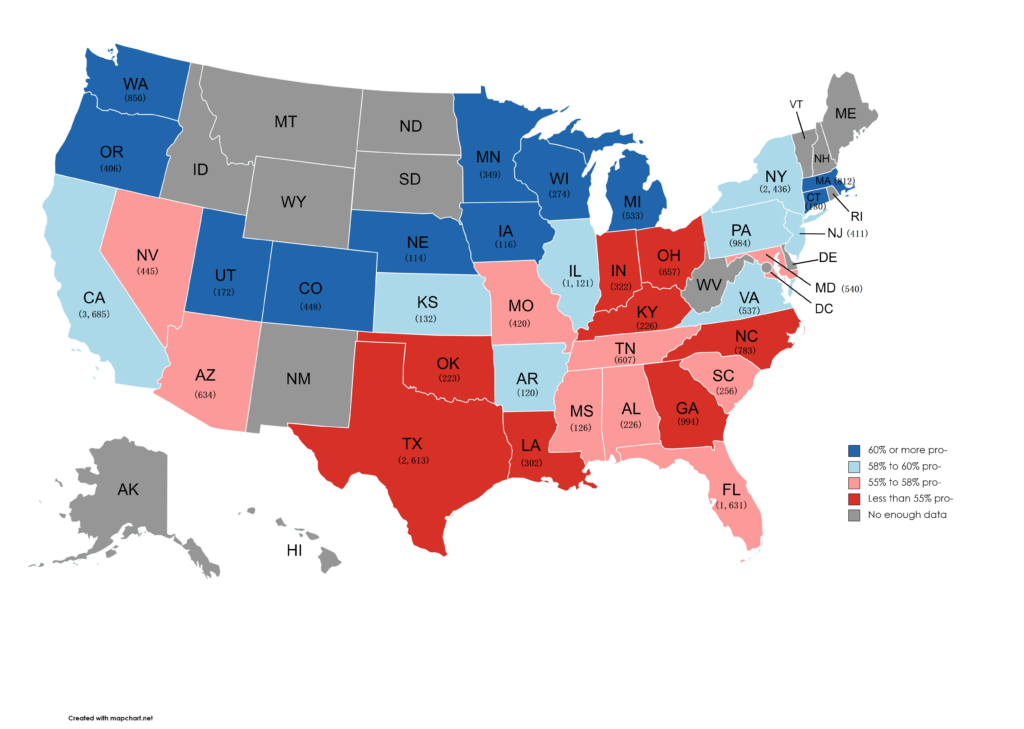 WA
(850)
MT
ND
OR
(406)
ID
SD
WY
MN
(349)
WI
(274)
MI
(533)
VT
ME
NH
NY
(2, 436)
MA (812)
CT
(180)
RI
NJ (411)
PA
(984)
DE
MD (540)
DC
NV
(445)
UT
(172)
CO
(448)
NE
(114)
IA
(116)
CA
(3, 685)
KS
(132)
MO
(420)
IL
(1, 121)
IN
(322)
OH
(657)
WV
VA
(537)
KY
(226)
NC
(783)
TN
(607)
SC
(256)
AZ
(634)
NM
OK
(223)
AR
(120)
MS
(126)
AL
(226)
GA
(994)
TX
(2, 613)
LA
(302)
FL
(1, 631)
AK
HI
60% or more pro-
58% to 60% pro-
55% to 58% pro-
Less than 55% pro-
No enough data
Created with mapchart.net